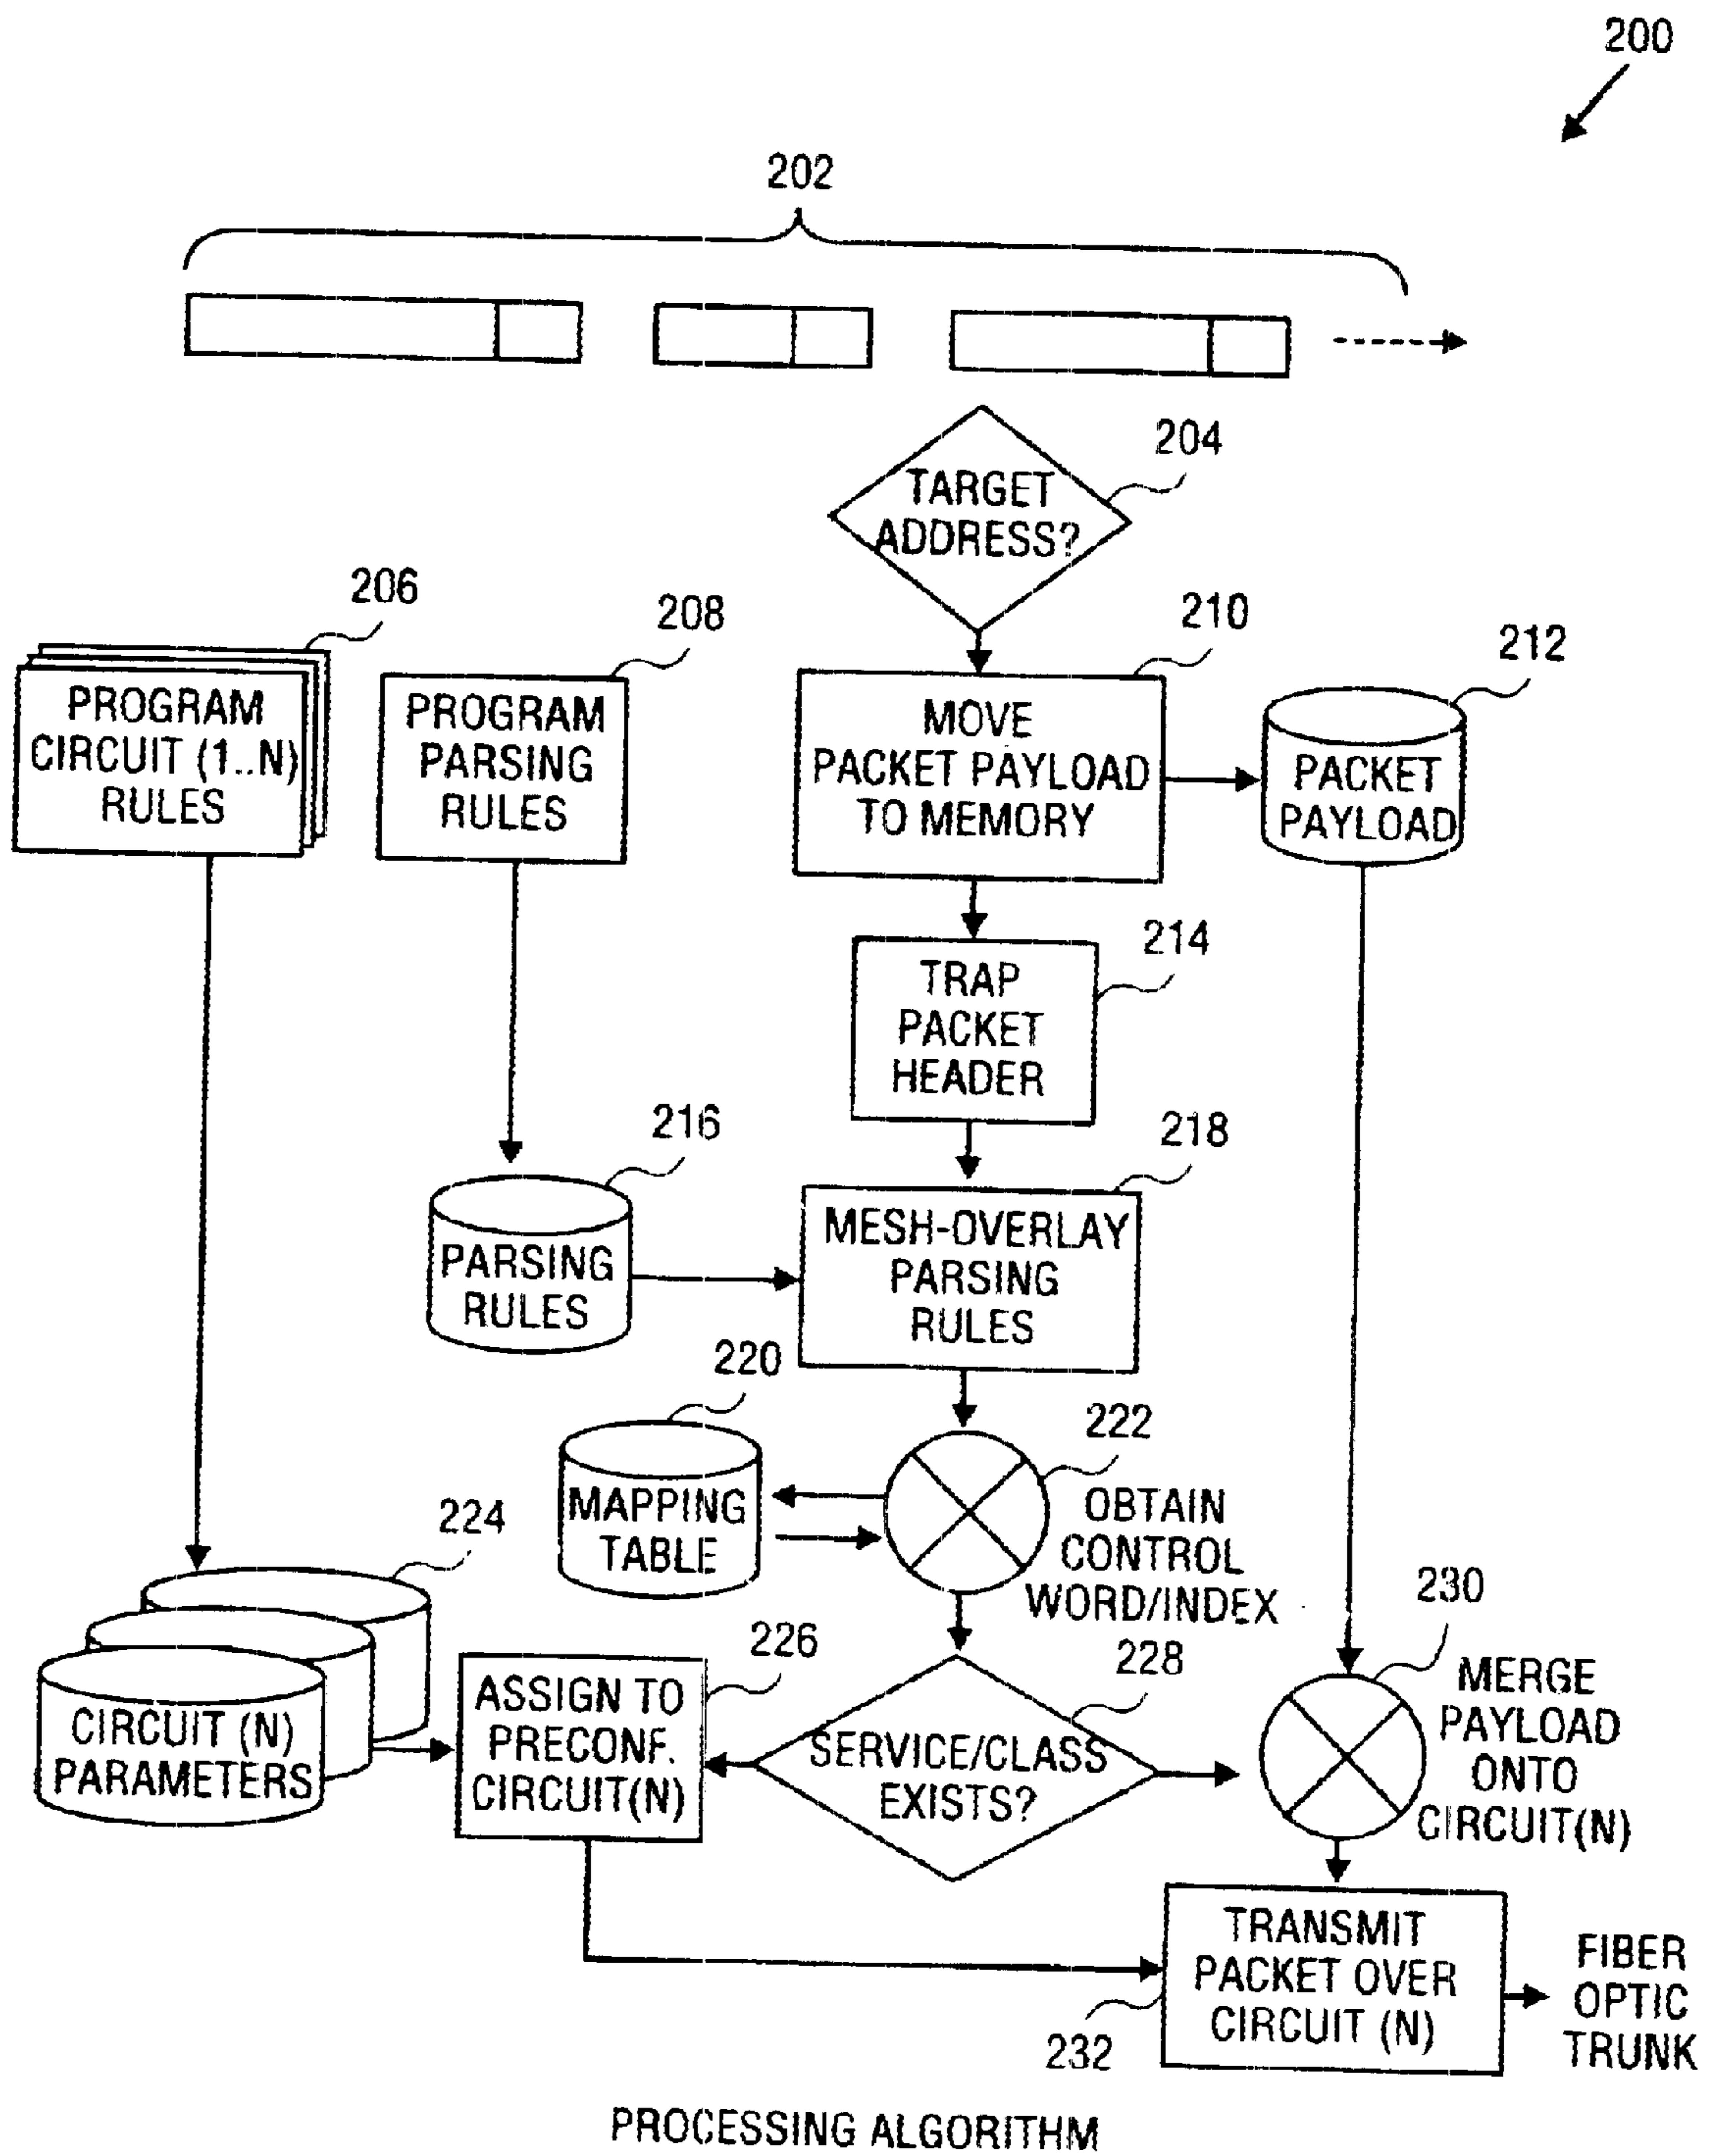 200
202
204
TARGET
ADDRESS?
206
PROGRAM
CIRCUIT (1..N)
RULES
208
PROGRAM
PARSING
RULES
210
MOVE
PACKET PAYLOAD
TO MEMORY
212
PACKET
PAYLOAD
214
TRAP
PACKET
HEADER
216
PARSING
RULES
218
MESH-OVERLAY
PARSING
RULES
220
MAPPING
TABLE
222
OBTAIN
CONTROL
WORD/INDEX
224
CIRCUIT (N)
PARAMETERS
226
ASSIGN TO
PRECONF.
CIRCUIT(N)
228
SERVICE/CLASS
EXISTS?
230
MERGE
PAYLOAD
ONTO
CIRCUIT(N)
232
TRANSMIT
PACKET OVER
CIRCUIT (N)
FIBER
OPTIC
TRUNK
PROCESSING ALGORITHM